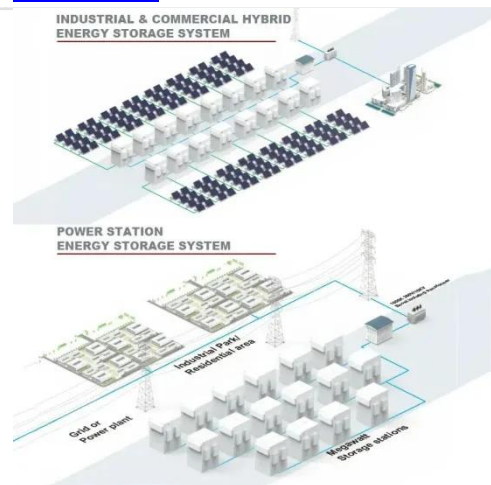 INDUSTRIAL & COMMERCIAL HYBRID
ENERGY STORAGE SYSTEM
POWER STATION
ENERGY STORAGE SYSTEM
Industrial Park/
Residential area
Grid or
Power plant
Megawatt
Storage stations